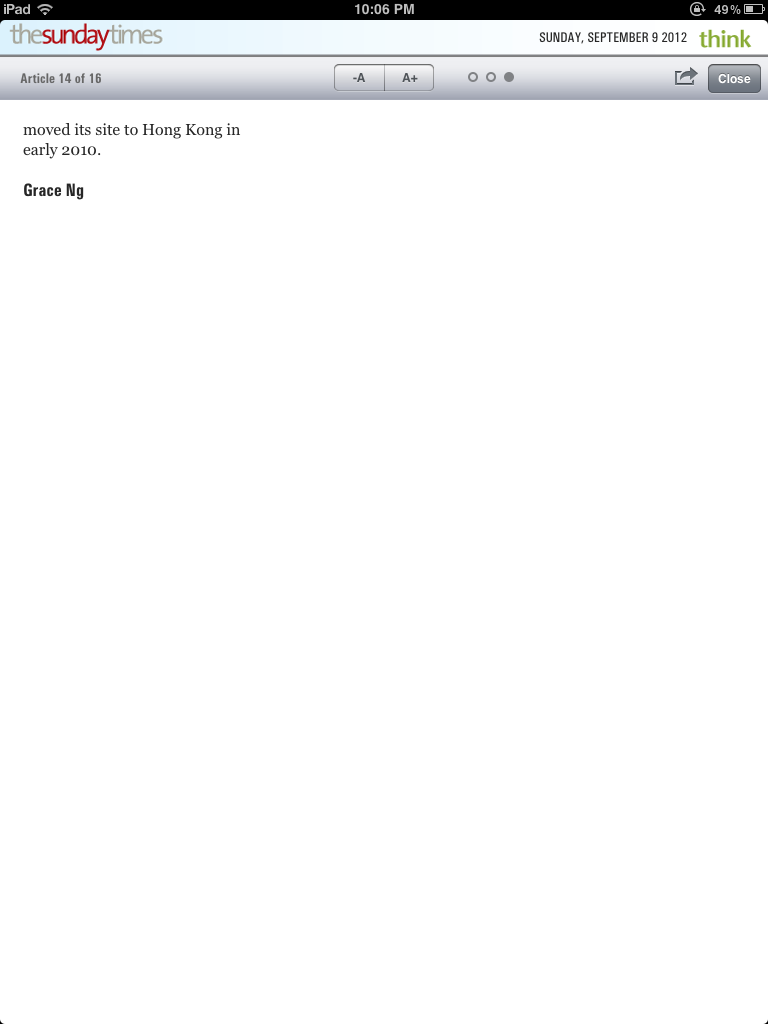 iPad 10:06 PM 49%
thesundaytimes SUNDAY, SEPTEMBER 9 2012 think
Article 14 of 16 -A A+ Close
moved its site to Hong Kong in
early 2010.
Grace Ng